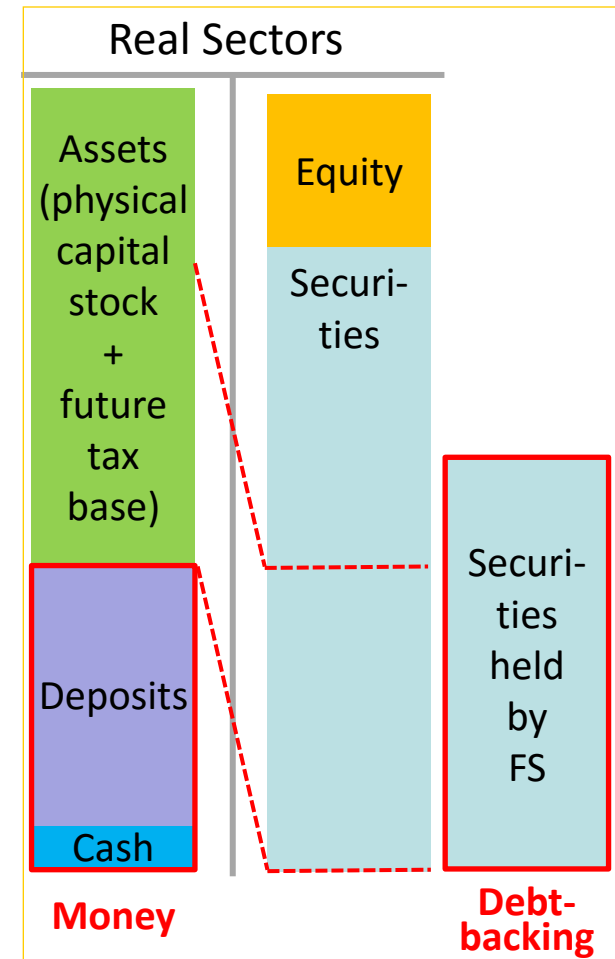 Real Sectors
Assets
(physical
capital
stock
+
future
tax
base)
Deposits
Cash
Money
Equity
Securi-
ties
Securi-
ties
held
by
FS
Debt-
backing